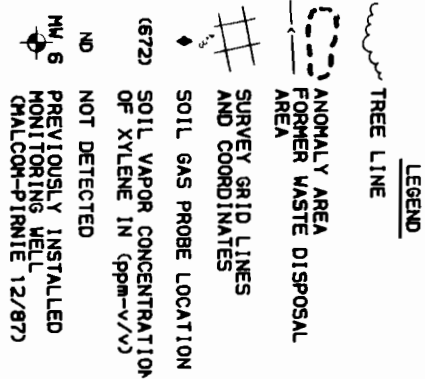 LEGEND
TREE LINE
ANOMALY AREA
FORMER WASTE DISPOSAL
AREA
SURVEY GRID LINES
AND COORDINATES
SOIL GAS PROBE LOCATION
(672) SOIL VAPOR CONCENTRATION
OF XYLENE IN (ppm-v/v)
ND NOT DETECTED
MW 6 PREVIOUSLY INSTALLED
MONITORING WELL
(MALCOM-PIRNIE 12/87)